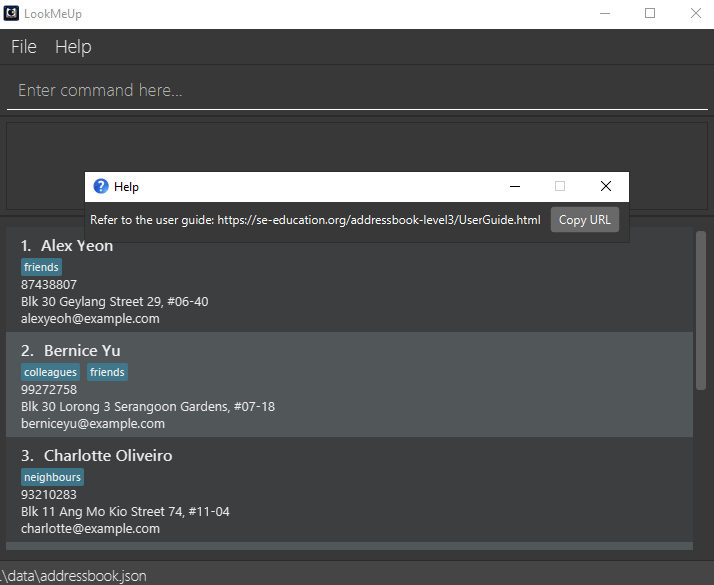 LookMeUp
File Help
Enter command here...
Help
Refer to the user guide: https://se-education.org/addressbook-level3/UserGuide.html Copy URL
1. Alex Yeon
friends
87438807
Blk 30 Geylang Street 29, #06-40
alexyeoh@example.com
2. Bernice Yu
colleagues friends
99272758
Blk 30 Lorong 3 Serangoon Gardens, #07-18
berniceyu@example.com
3. Charlotte Oliveiro
neighbours
93210283
Blk 11 Ang Mo Kio Street 74, #11-04
charlotte@example.com
.\data\addressbook.json